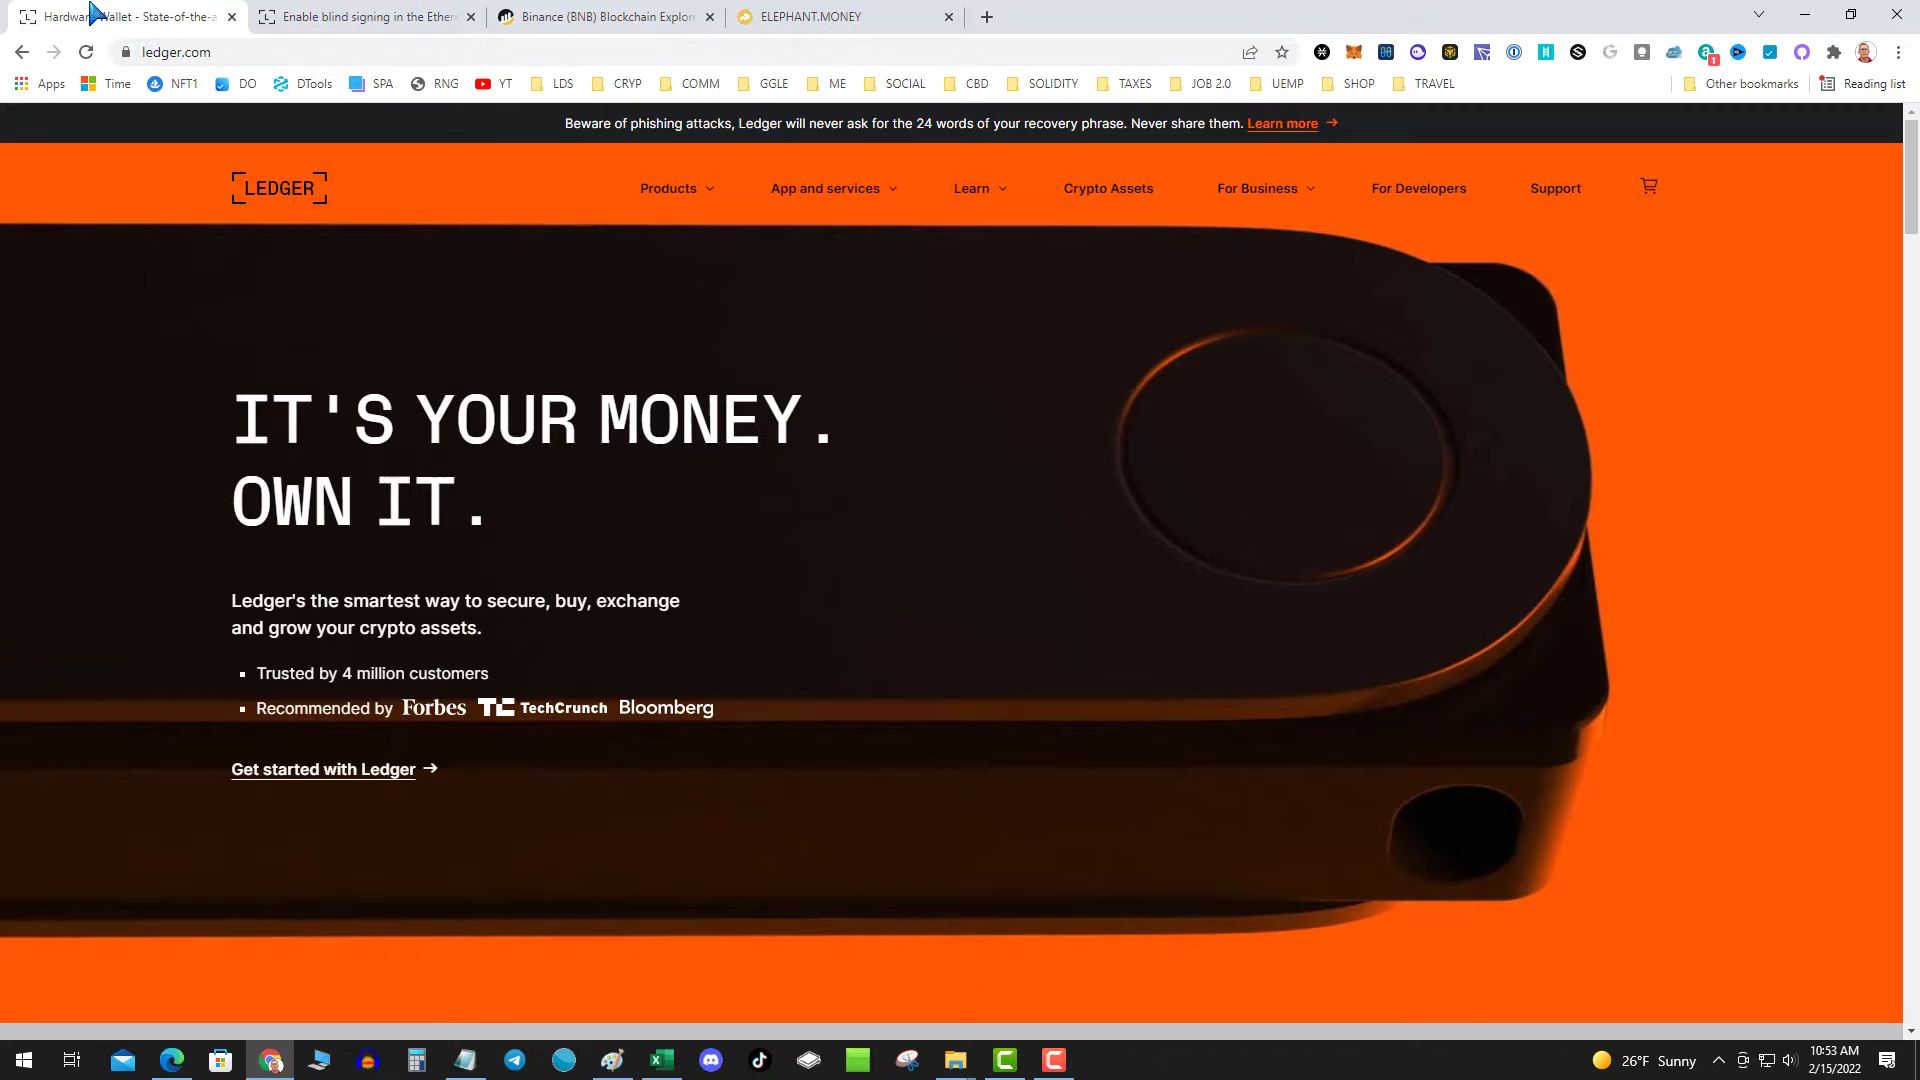 Hardware Wallet - State-of-the-a
Enable blind signing in the Ethere
Binance (BNB) Blockchain Explore
ELEPHANT.MONEY
ledger.com
1
Apps
Time
NFT1
DO
DTools
SPA
RNG
YT
LDS
CRYP
COMM
GGLE
ME
SOCIAL
CBD
SOLIDITY
TAXES
JOB 2.0
UEMP
SHOP
TRAVEL
Other bookmarks
Reading list
Beware of phishing attacks, Ledger will never ask for the 24 words of your recovery phrase. Never share them. Learn more →
LEDGER
Products
App and services
Learn
Crypto Assets
For Business
For Developers
Support
IT'S YOUR MONEY.
OWN IT.
Ledger's the smartest way to secure, buy, exchange
and grow your crypto assets.
▪ Trusted by 4 million customers
▪ Recommended by Forbes TC TechCrunch Bloomberg
Get started with Ledger →
26°F Sunny
10:53 AM
2/15/2022